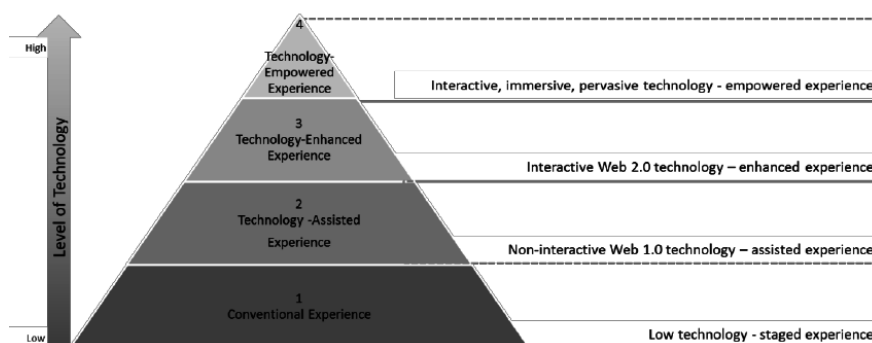 High
Level of Technology
Low
4
Technology-
Empowered
Experience
Interactive, immersive, pervasive technology - empowered experience
3
Technology-Enhanced
Experience
Interactive Web 2.0 technology – enhanced experience
2
Technology -Assisted
Experience
Non-interactive Web 1.0 technology – assisted experience
1
Conventional Experience
Low technology - staged experience